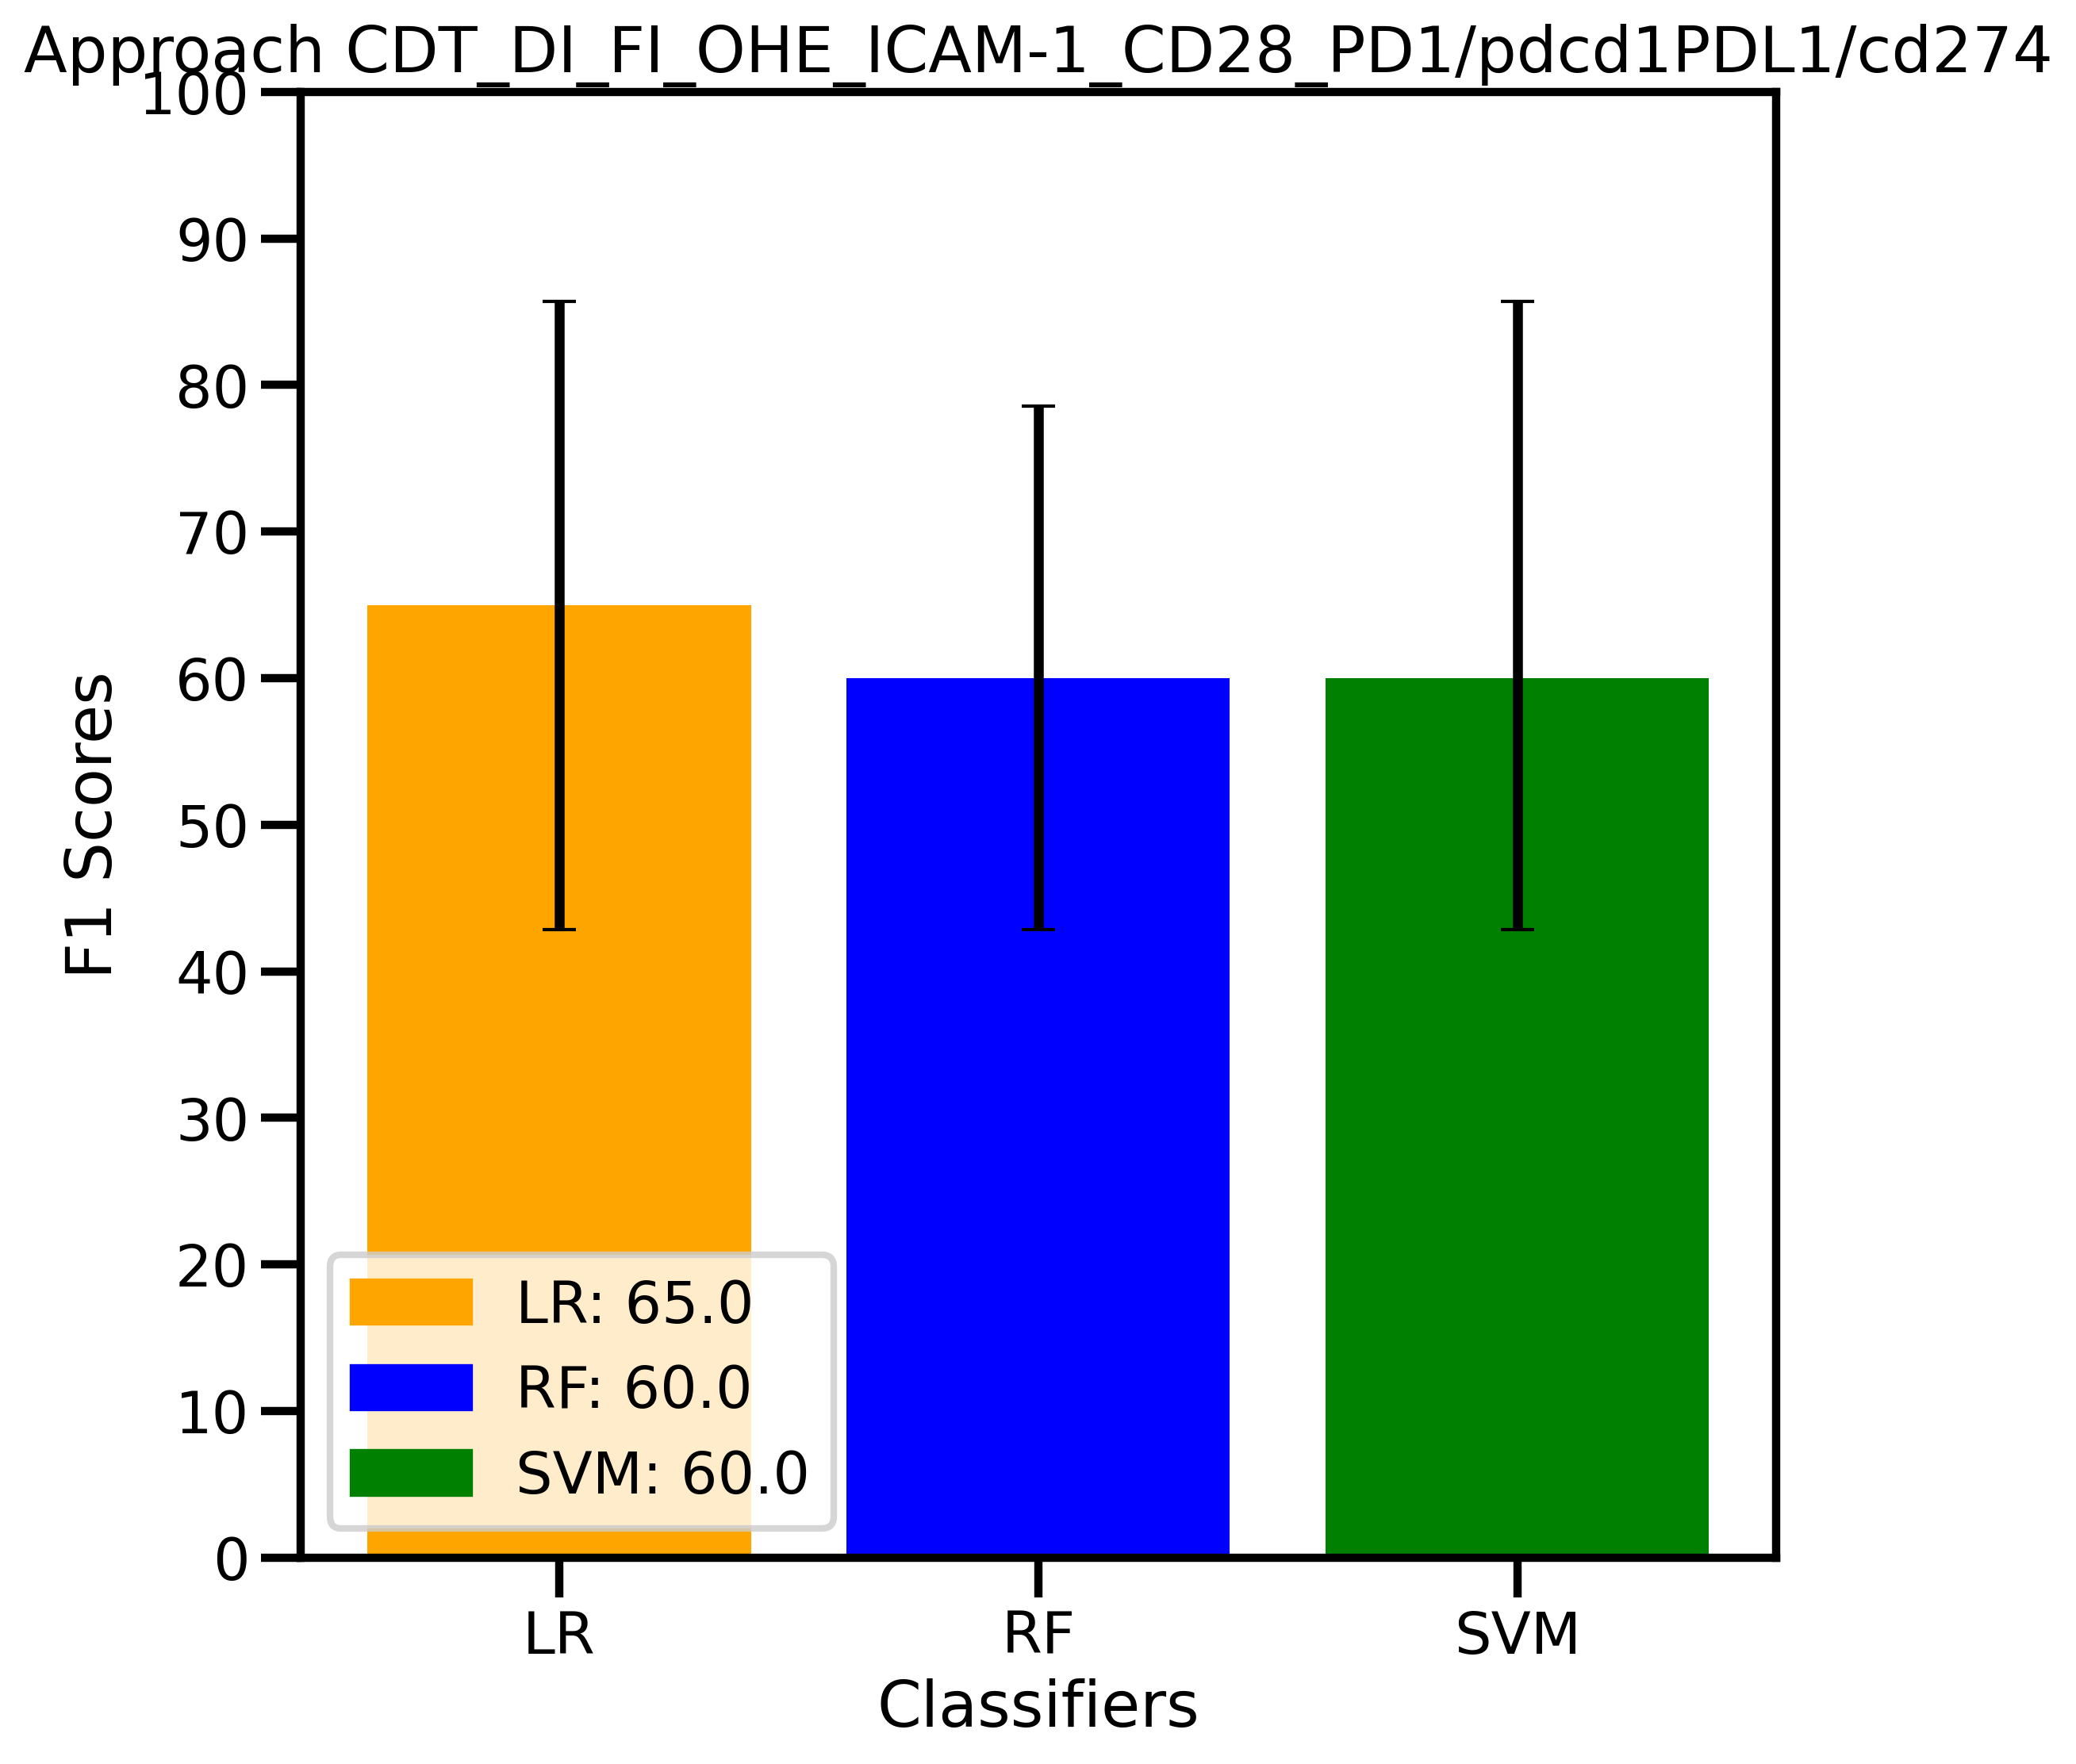 Approach CDT_DI_FI_OHE_ICAM-1_CD28_PD1/pdcd1PDL1/cd274
100
90
80
70
60
50
40
30
20
10
0
F1 Scores
LR: 65.0
RF: 60.0
SVM: 60.0
LR RF SVM
Classifiers